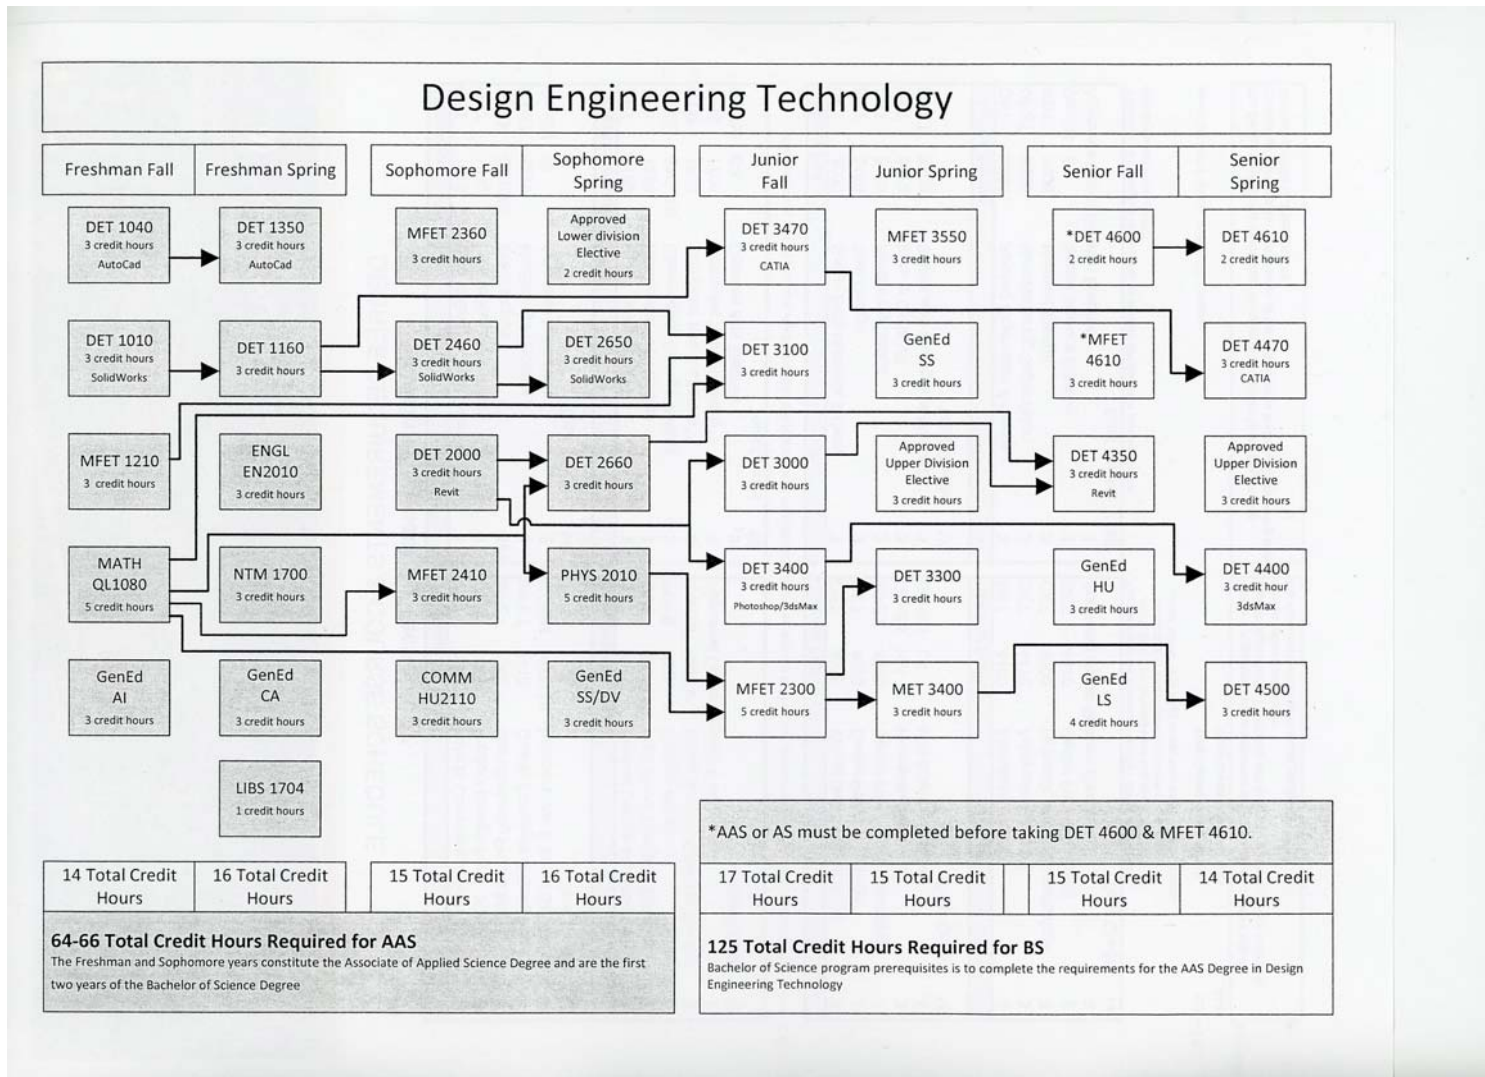 Design Engineering Technology
Freshman Fall
Freshman Spring
Sophomore Fall
Sophomore
Spring
Junior
Fall
Junior Spring
Senior Fall
Senior
Spring
DET 1040
3 credit hours
AutoCad
DET 1350
3 credit hours
AutoCad
MFET 2360
3 credit hours
Approved
Lower division
Elective
2 credit hours
DET 3470
3 credit hours
CATIA
MFET 3550
3 credit hours
*DET 4600
2 credit hours
DET 4610
2 credit hours
DET 1010
3 credit hours
SolidWorks
DET 1160
3 credit hours
DET 2460
3 credit hours
SolidWorks
DET 2650
3 credit hours
SolidWorks
DET 3100
3 credit hours
GenEd
SS
3 credit hours
*MFET
4610
3 credit hours
DET 4470
3 credit hours
CATIA
MFET 1210
3 credit hours
ENGL
EN2010
3 credit hours
DET 2000
3 credit hours
Revit
DET 2660
3 credit hours
DET 3000
3 credit hours
Approved
Upper Division
Elective
3 credit hours
DET 4350
3 credit hours
Revit
Approved
Upper Division
Elective
3 credit hours
MATH
QL1080
5 credit hours
NTM 1700
3 credit hours
MFET 2410
3 credit hours
PHYS 2010
5 credit hours
DET 3400
3 credit hours
Photoshop/3dsMax
DET 3300
3 credit hours
GenEd
HU
3 credit hours
DET 4400
3 credit hour
3dsMax
GenEd
AI
3 credit hours
GenEd
CA
3 credit hours
COMM
HU2110
3 credit hours
GenEd
SS/DV
3 credit hours
MFET 2300
5 credit hours
MET 3400
3 credit hours
GenEd
LS
4 credit hours
DET 4500
3 credit hours
LIBS 1704
1 credit hours
*AAS or AS must be completed before taking DET 4600 & MFET 4610.
14 Total Credit
Hours
16 Total Credit
Hours
15 Total Credit
Hours
16 Total Credit
Hours
17 Total Credit
Hours
15 Total Credit
Hours
15 Total Credit
Hours
14 Total Credit
Hours
64-66 Total Credit Hours Required for AAS
The Freshman and Sophomore years constitute the Associate of Applied Science Degree and are the first
two years of the Bachelor of Science Degree
125 Total Credit Hours Required for BS
Bachelor of Science program prerequisites is to complete the requirements for the AAS Degree in Design
Engineering Technology